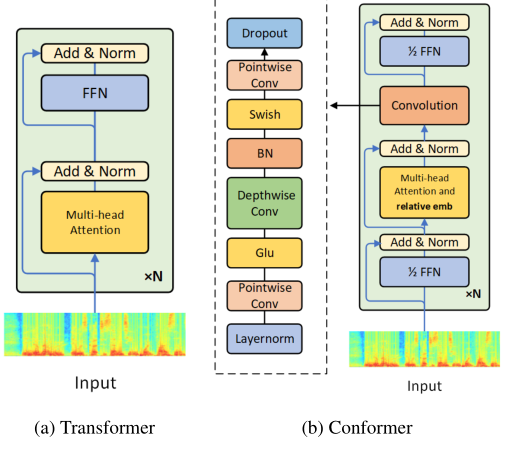 Add & Norm
FFN
Add & Norm
Multi-head
Attention
×N
Input
(a) Transformer
Dropout
Pointwise
Conv
Swish
BN
Depthwise
Conv
Glu
Pointwise
Conv
Layernorm
Add & Norm
½ FFN
Convolution
Add & Norm
Multi-head
Attention and
relative emb
Add & Norm
½ FFN
×N
Input
(b) Conformer